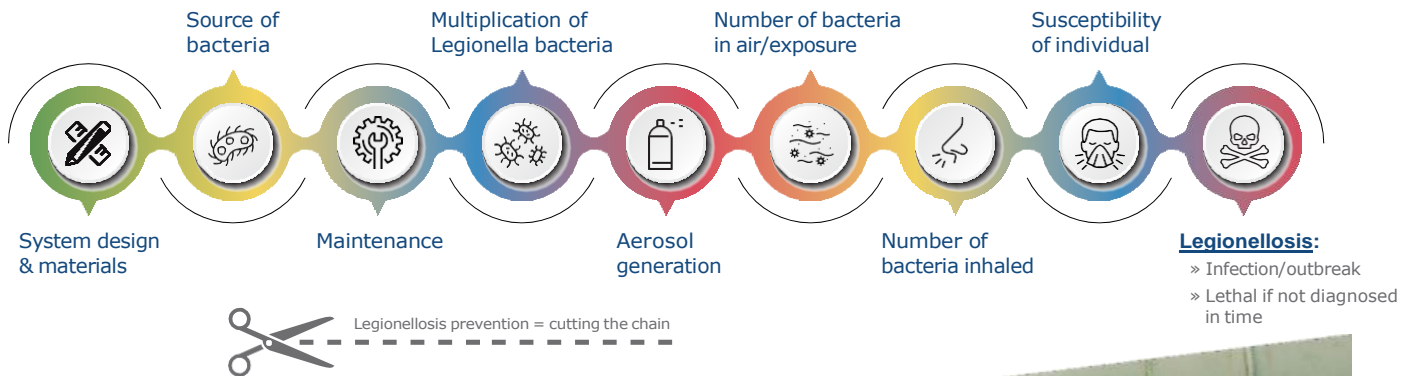 Source of
bacteria
Multiplication of
Legionella bacteria
Number of bacteria
in air/exposure
Susceptibility
of individual
System design
& materials
Maintenance
Aerosol
generation
Number of
bacteria inhaled
Legionellosis:
» Infection/outbreak
» Lethal if not diagnosed
in time
Legionellosis prevention = cutting the chain